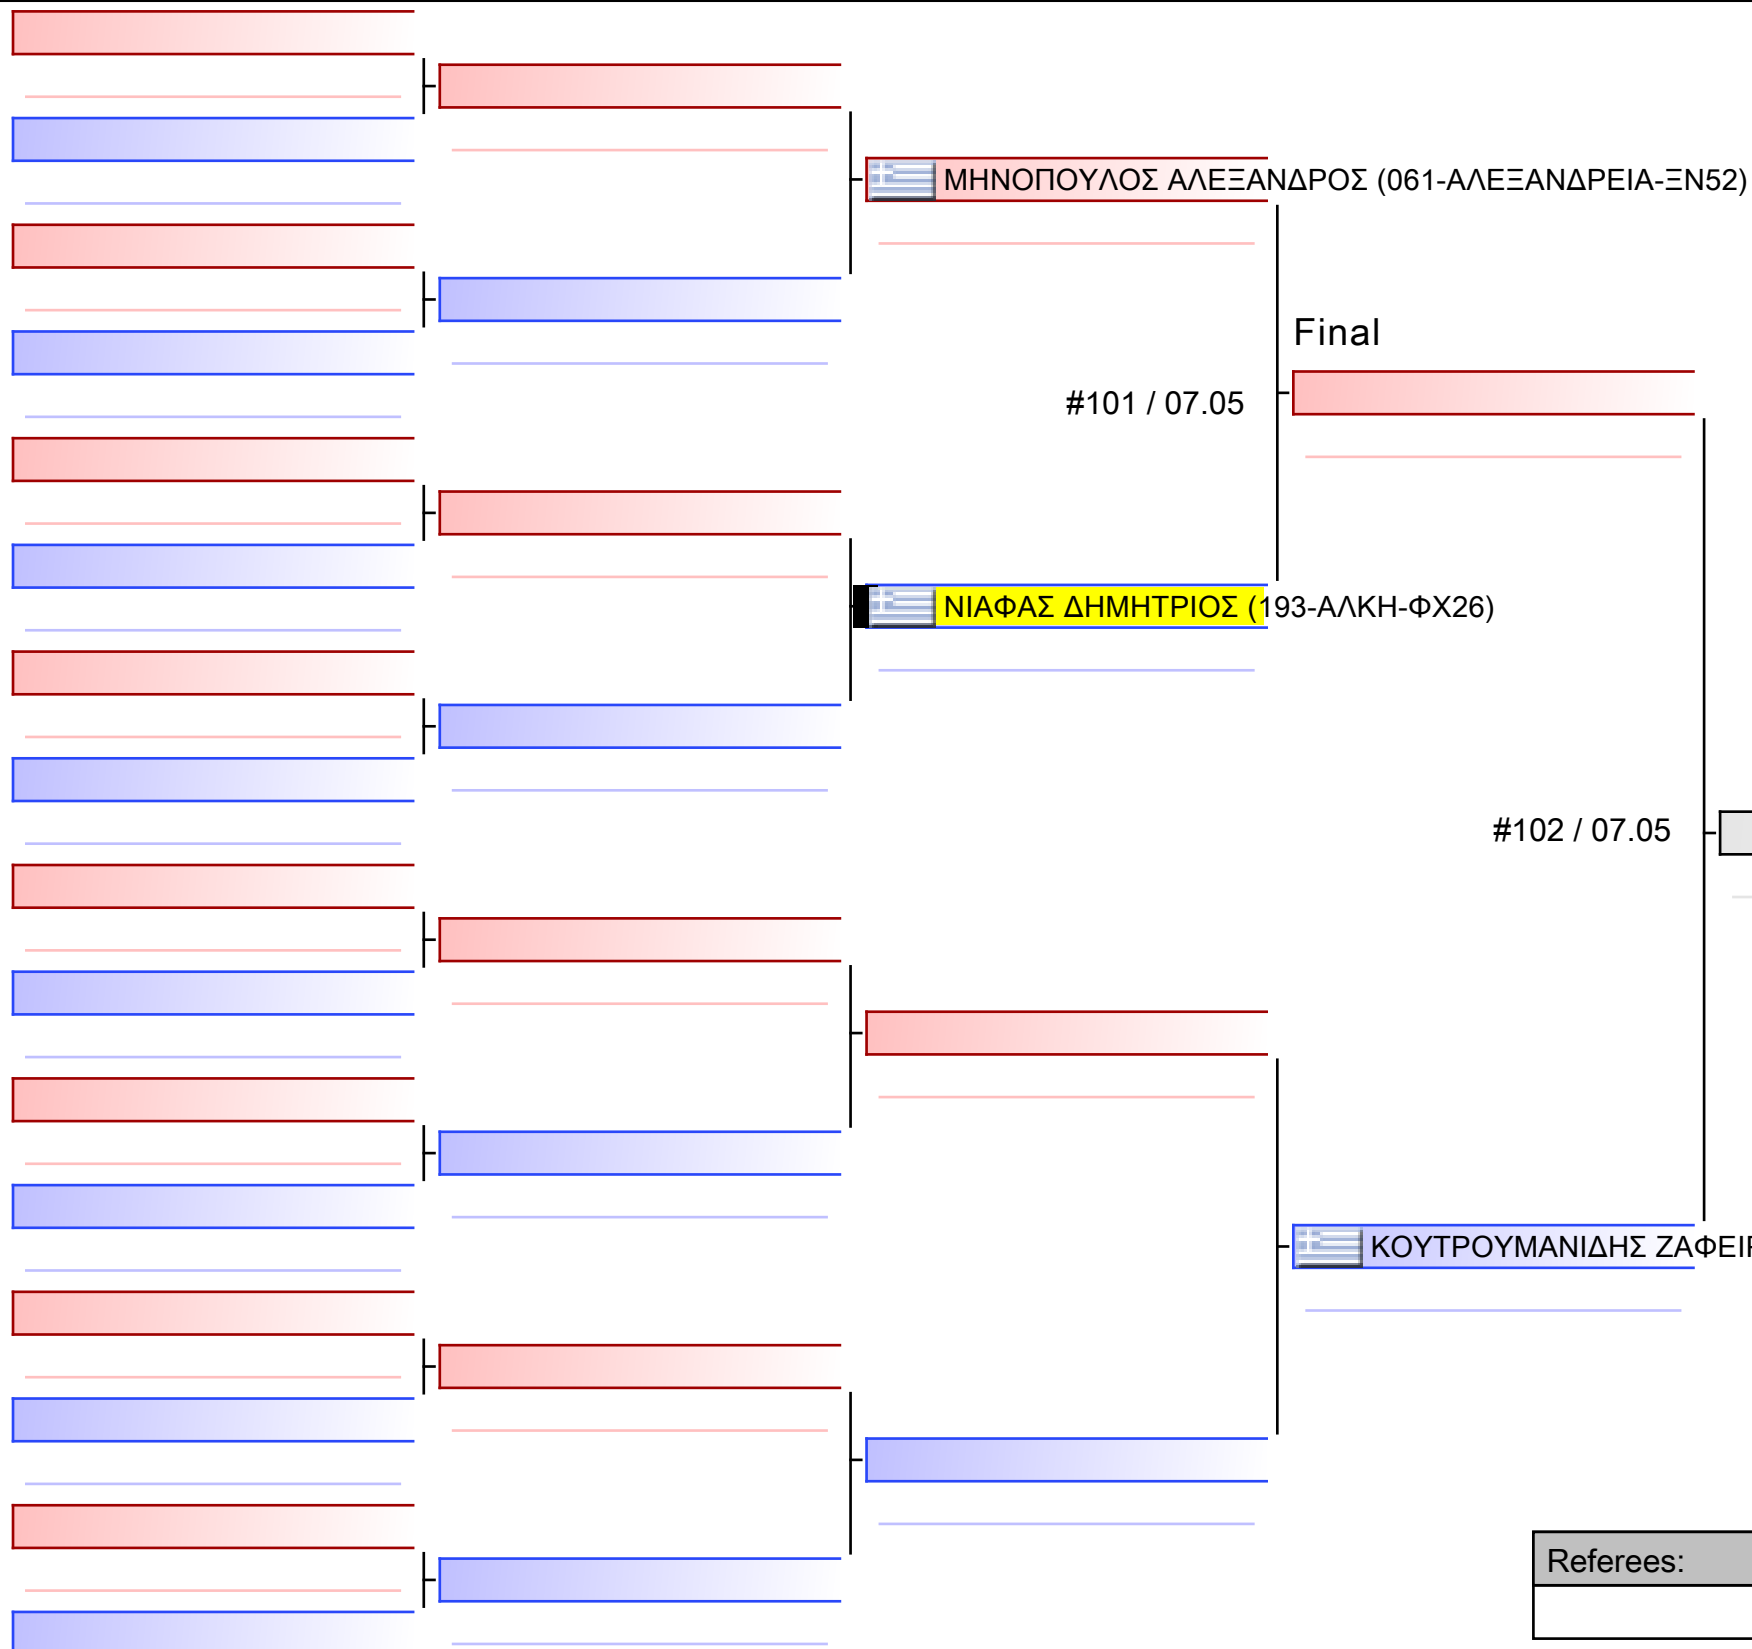 ΜΗΝΟΠΟΥΛΟΣ ΑΛΕΞΑΝΔΡΟΣ (061-ΑΛΕΞΑΝΔΡΕΙΑ-ΞΝ52)
Final
#101 / 07.05
ΝΙΑΦΑΣ ΔΗΜΗΤΡΙΟΣ (193-ΑΛΚΗ-ΦΧ26)
#102 / 07.05
ΚΟΥΤΡΟΥΜΑΝΙΔΗΣ
Referees: